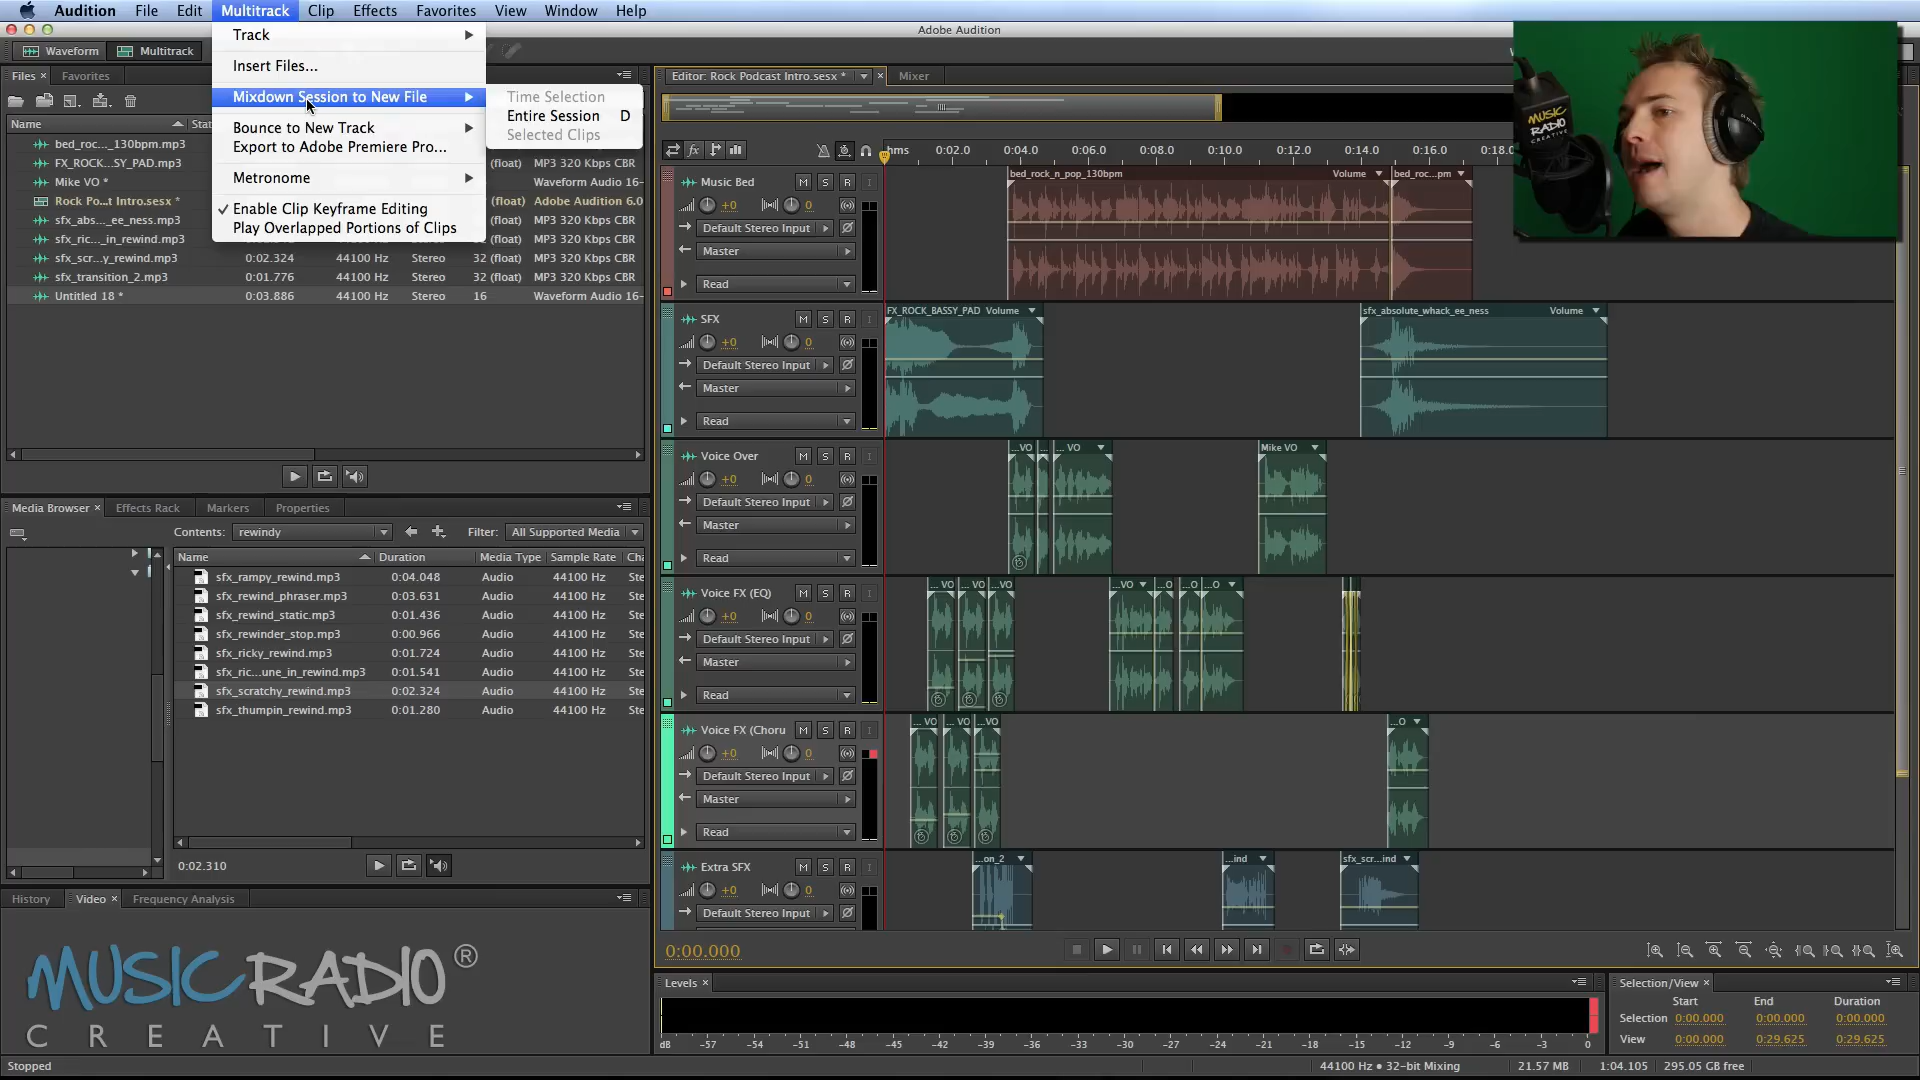 Audition File Edit Multitrack Clip Effects Favorites View Window Help
Adobe Audition
Waveform Multitrack
Track
Insert Files...
Mixdown Session to New File
Bounce to New Track
Export to Adobe Premiere Pro...
Metronome
✓ Enable Clip Keyframe Editing
Play Overlapped Portions of Clips
Time Selection
Entire Session D
Selected Clips
Files × Favorites
Name Stat
bed_roc..._130bpm.mp3
FX_ROCK...SY_PAD.mp3 (float) MP3 320 Kbps CBR
Mike VO * Waveform Audio 16-
Rock Po...t Intro.sesx * (float) Adobe Audition 6.0
sfx_abs..._ee_ness.mp3 (float) MP3 320 Kbps CBR
sfx_ric..._in_rewind.mp3 (float) MP3 320 Kbps CBR
sfx_scr...y_rewind.mp3 0:02.324 44100 Hz Stereo 32 (float) MP3 320 Kbps CBR
sfx_transition_2.mp3 0:01.776 44100 Hz Stereo 32 (float) MP3 320 Kbps CBR
Untitled 18 * 0:03.886 44100 Hz Stereo 16 Waveform Audio 16-
Media Browser × Effects Rack Markers Properties
Contents: rewindy Filter: All Supported Media
Name Duration Media Type Sample Rate Cha
sfx_rampy_rewind.mp3 0:04.048 Audio 44100 Hz Ste
sfx_rewind_phraser.mp3 0:03.631 Audio 44100 Hz Ste
sfx_rewind_static.mp3 0:01.436 Audio 44100 Hz Ste
sfx_rewinder_stop.mp3 0:00.966 Audio 44100 Hz Ste
sfx_ricky_rewind.mp3 0:01.724 Audio 44100 Hz Ste
sfx_ric...une_in_rewind.mp3 0:01.541 Audio 44100 Hz Ste
sfx_scratchy_rewind.mp3 0:02.324 Audio 44100 Hz Ste
sfx_thumpin_rewind.mp3 0:01.280 Audio 44100 Hz Ste
0:02.310
History Video × Frequency Analysis
MUSICRADIO®
CREATIVE
Stopped
Editor: Rock Podcast Intro.sesx * × Mixer
fx hms 0:02.0 0:04.0 0:06.0 0:08.0 0:10.0 0:12.0 0:14.0 0:16.0 0:18.0
Music Bed M S R I
+0 0
Default Stereo Input
Master
Read
bed_rock_n_pop_130bpm Volume bed_roc...pm
SFX M S R I
+0 0
Default Stereo Input
Master
Read
FX_ROCK_BASSY_PAD Volume sfx_absolute_whack_ee_ness Volume
Voice Over M S R I
+0 0
Default Stereo Input
Master
Read
...VO ... ... VO Mike VO
Voice FX (EQ) M S R I
+0 0
Default Stereo Input
Master
Read
... VO ... VO ...VO ...VO ...O ...O ...O
Voice FX (Choru M S R I
+0 0
Default Stereo Input
Master
Read
... VO ... VO ...VO ...O
Extra SFX M S R I
+0 0
Default Stereo Input
...on_2 ...ind sfx_scr...ind
0:00.000
MUSIC
RADIO
CREATIVE
Levels ×
dB -57 -54 -51 -48 -45 -42 -39 -36 -33 -30 -27 -24 -21 -18 -15 -12 -9 -6 -3 0
Selection/View ×
Start End Duration
Selection 0:00.000 0:00.000 0:00.000
View 0:00.000 0:29.625 0:29.625
44100 Hz • 32-bit Mixing 21.57 MB 1:04.105 295.05 GB free